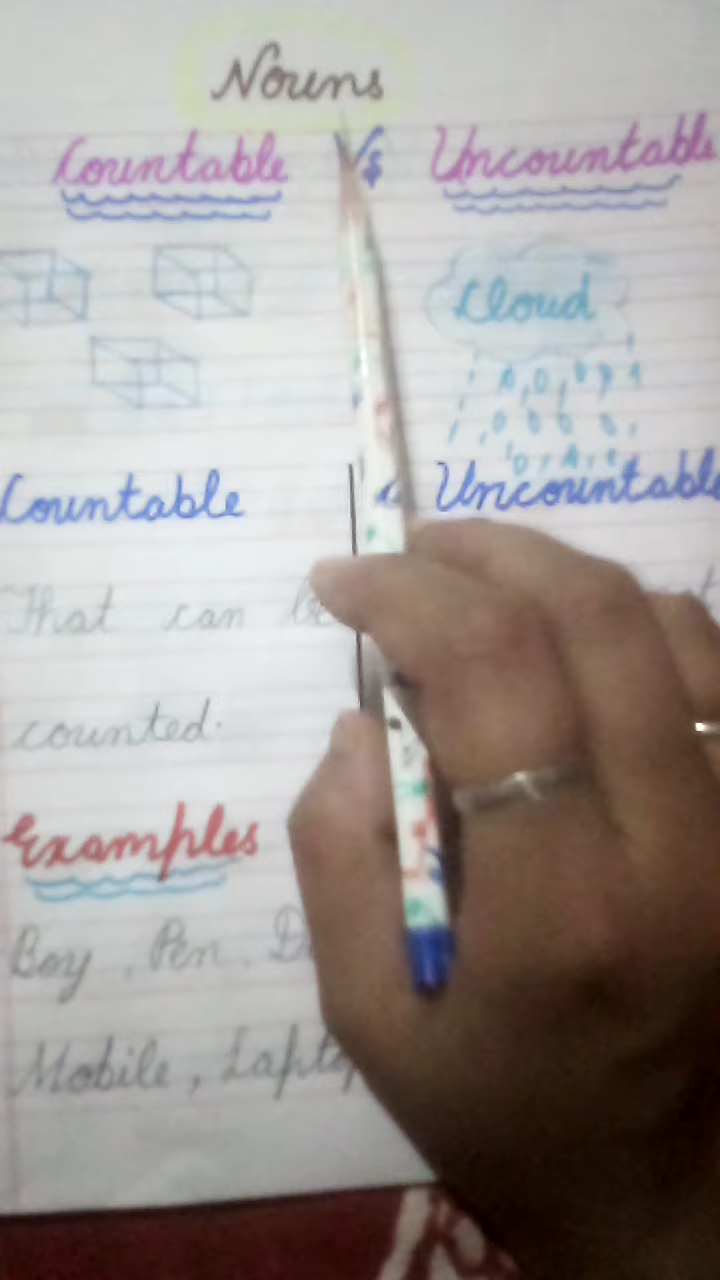 Nouns
Countable Vs Uncountable
Cloud
Countable Uncountable
That can
counted.
Examples
Boy, Pen,
Mobile,